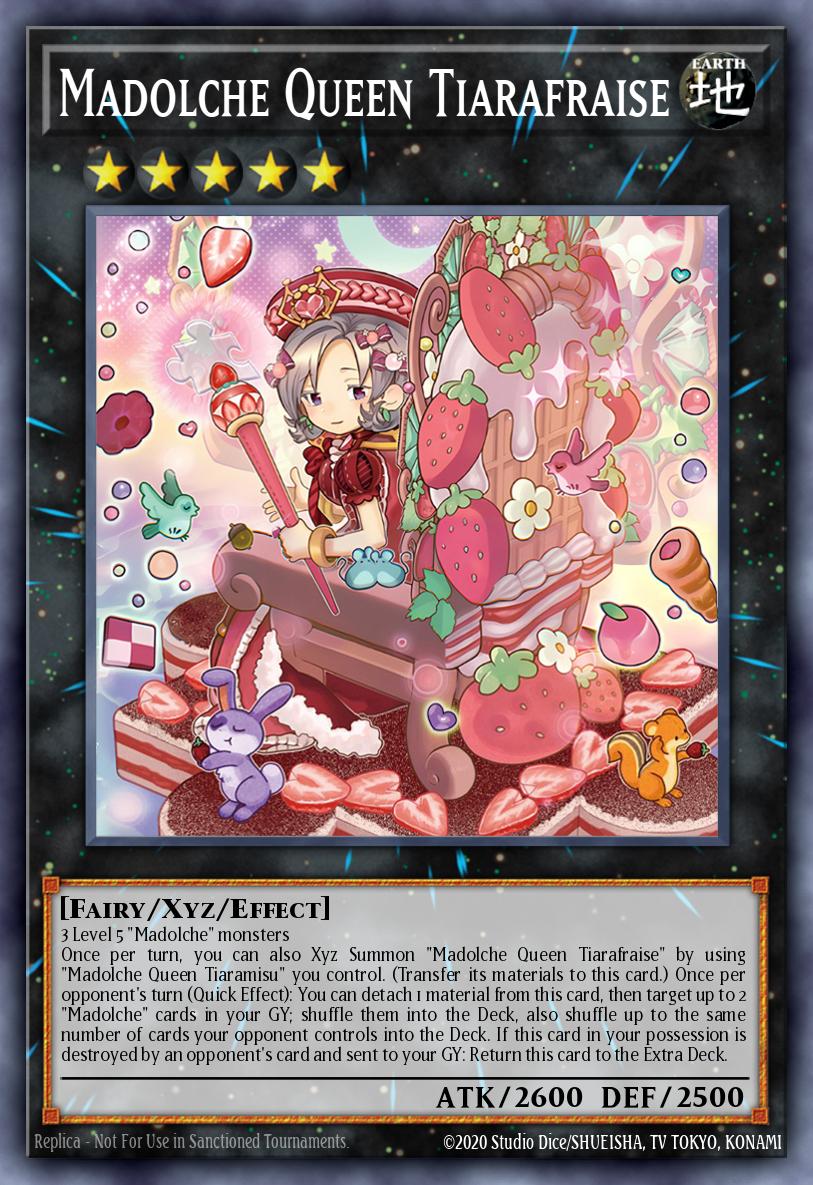 Madolche Queen Tiarafraise
EARTH
地
[Fairy/Xyz/Effect]
3 Level 5 "Madolche" monsters
Once per turn, you can also Xyz Summon "Madolche Queen Tiarafraise" by using
"Madolche Queen Tiaramisu" you control. (Transfer its materials to this card.) Once per
opponent's turn (Quick Effect): You can detach 1 material from this card, then target up to 2
"Madolche" cards in your GY; shuffle them into the Deck, also shuffle up to the same
number of cards your opponent controls into the Deck. If this card in your possession is
destroyed by an opponent's card and sent to your GY: Return this card to the Extra Deck.
ATK/2600 DEF/2500
Replica - Not For Use in Sanctioned Tournaments.
©2020 Studio Dice/SHUEISHA, TV TOKYO, KONAMI